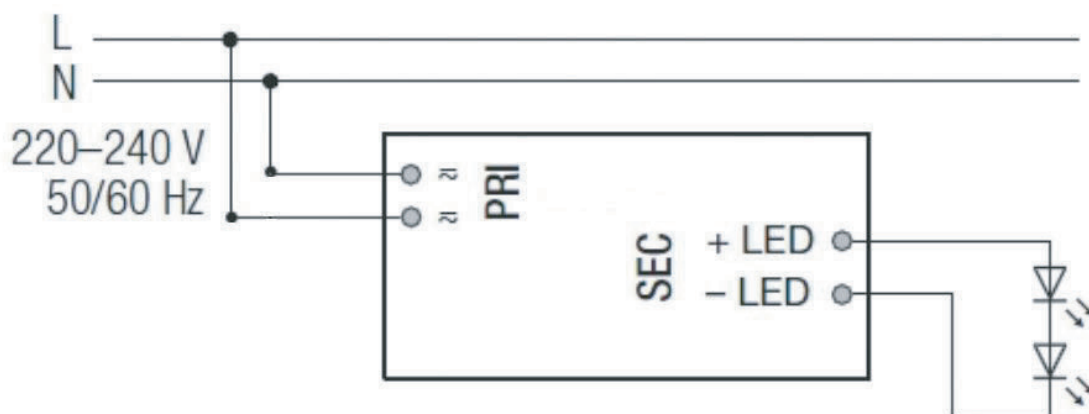 L
N
220–240 V
50/60 Hz
≈ PRI
≈
SEC
+ LED
– LED